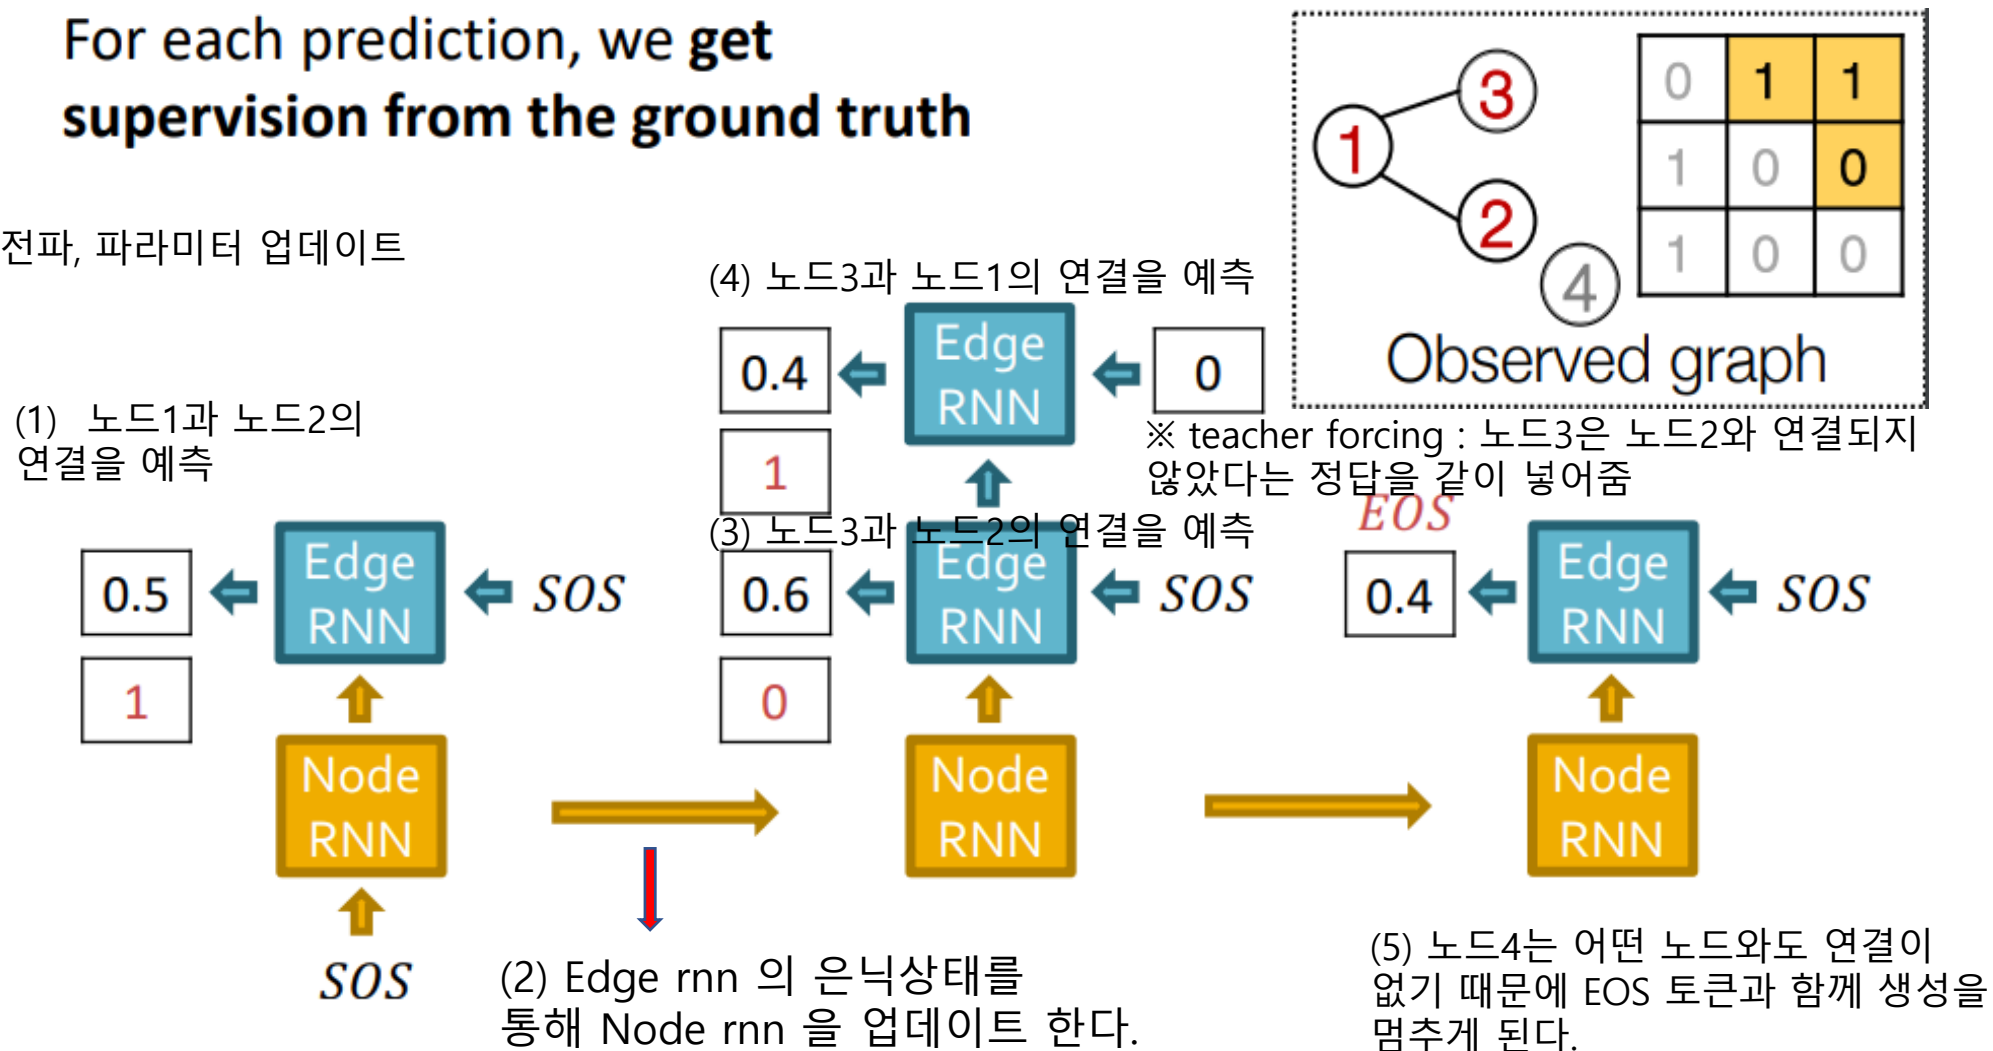 For each prediction, we get
supervision from the ground truth
전파, 파라미터 업데이트
1
3
2
4
0 1 1
1 0 0
1 0 0
Observed graph
(1) 노드1과 노드2의
연결을 예측
0.5
1
Edge
RNN
SOS
Node
RNN
SOS
(2) Edge rnn 의 은닉상태를
통해 Node rnn 을 업데이트 한다.
(4) 노드3과 노드1의 연결을 예측
0.4
1
Edge
RNN
0
※ teacher forcing : 노드3은 노드2와 연결되지
않았다는 정답을 같이 넣어줌
(3) 노드3과 노드2의 연결을 예측
0.6
0
Edge
RNN
SOS
Node
RNN
EOS
0.4
Edge
RNN
SOS
Node
RNN
(5) 노드4는 어떤 노드와도 연결이
없기 때문에 EOS 토큰과 함께 생성을
멈추게 된다.